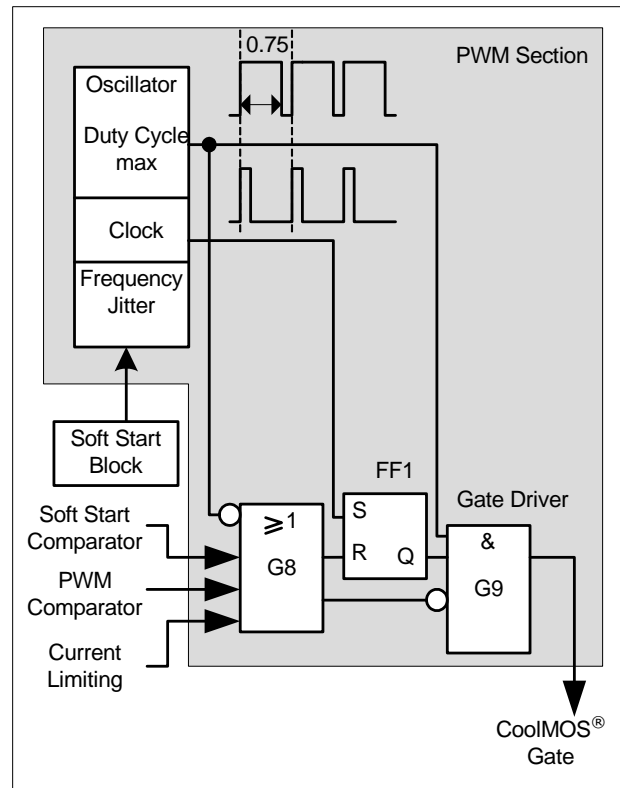 PWM Section
0.75
Oscillator
Duty Cycle
max
Clock
Frequency
Jitter
Soft Start
Block
FF1
Gate Driver
Soft Start
Comparator
PWM
Comparator
Current
Limiting
⩾1
G8
S
R
Q
&
G9
CoolMOS®
Gate